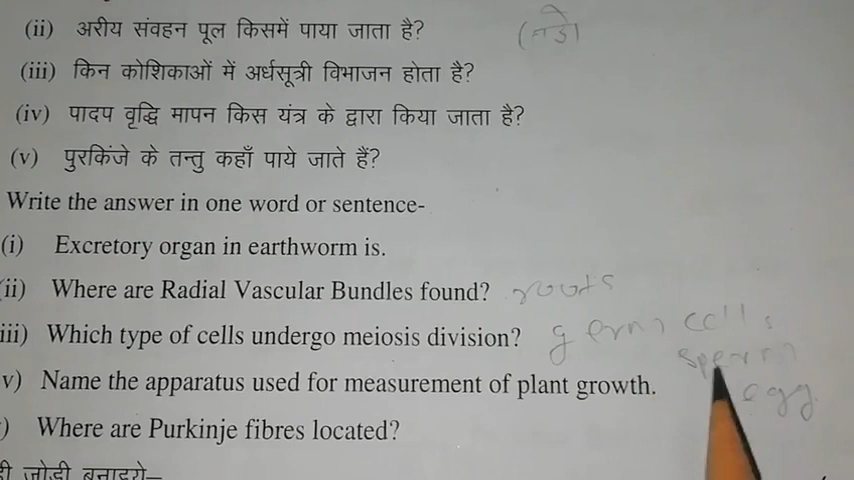 (ii) अरीय संवहन पूल किसमें पाया जाता है?
(iii) किन कोशिकाओं में अर्धसूत्री विभाजन होता है?
(iv) पादप वृद्धि मापन किस यंत्र के द्वारा किया जाता है?
(v) पुरकिंजे के तन्तु कहाँ पाये जाते हैं?
Write the answer in one word or sentence-
(i) Excretory organ in earthworm is.
ii) Where are Radial Vascular Bundles found? roots
iii) Which type of cells undergo meiosis division? germ cells
sperm
v) Name the apparatus used for measurement of plant growth. egg
) Where are Purkinje fibres located?
ही जोड़ी बनाइये–